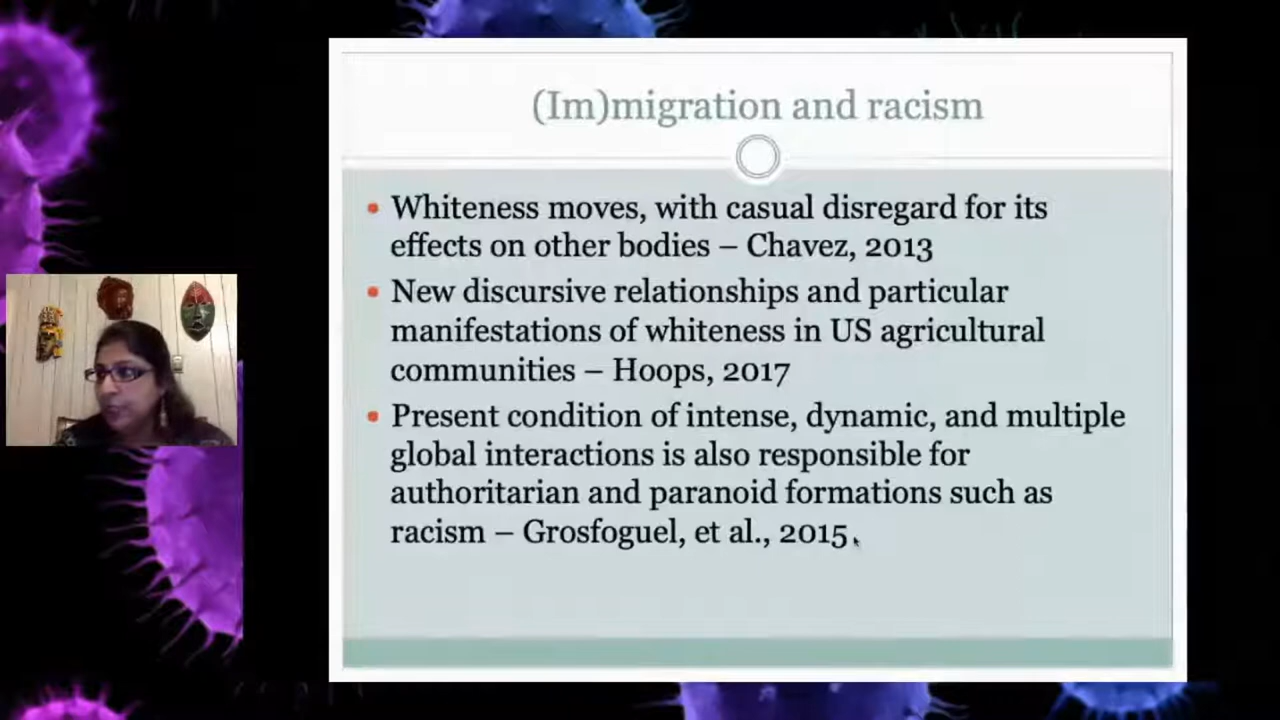 (Im)migration and racism
Whiteness moves, with casual disregard for its
effects on other bodies – Chavez, 2013
New discursive relationships and particular
manifestations of whiteness in US agricultural
communities – Hoops, 2017
Present condition of intense, dynamic, and multiple
global interactions is also responsible for
authoritarian and paranoid formations such as
racism – Grosfoguel, et al., 2015